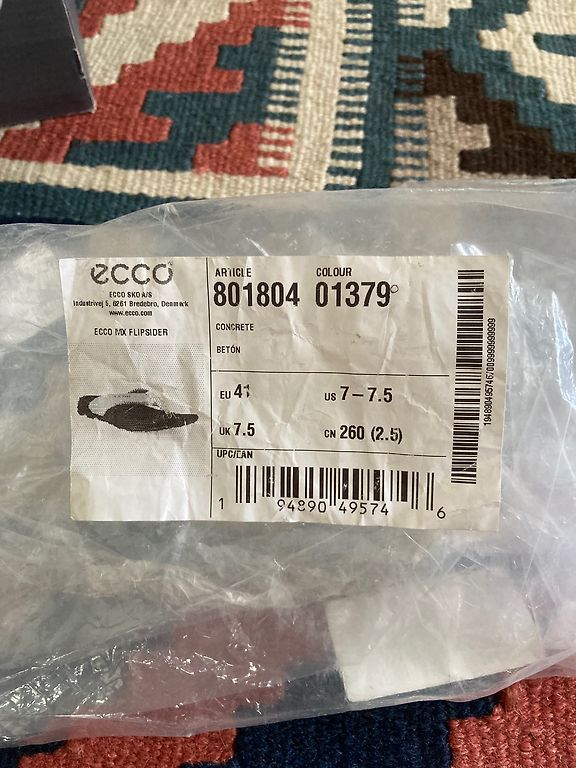 ecco
ECCO SKO A/S
Industrivej 5, 6261 Bredebro, Denmark
www.ecco.com
ECCO MX FLIPSIDER
ARTICLE COLOUR
801804 01379
CONCRETE
BETÓN
EU 41 US 7-7.5
UK 7.5 CN 260 (2.5)
UPC/EAN
1 94890 49574 6